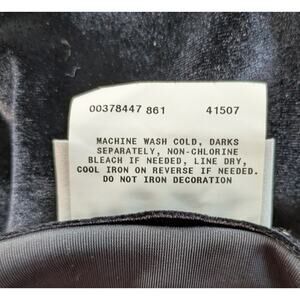 00378447 861 41507
MACHINE WASH COLD, DARKS
SEPARATELY, NON-CHLORINE
BLEACH IF NEEDED, LINE DRY,
COOL IRON ON REVERSE IF NEEDED.
DO NOT IRON DECORATION